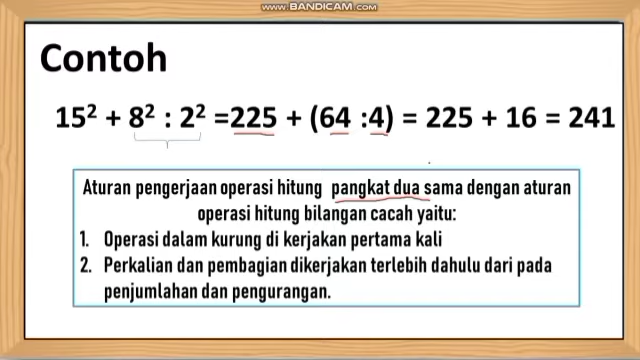 www.BANDICAM.com
Contoh
15² + 8² : 2² =225 + (64 :4) = 225 + 16 = 241
Aturan pengerjaan operasi hitung pangkat dua sama dengan aturan
operasi hitung bilangan cacah yaitu:
1. Operasi dalam kurung di kerjakan pertama kali
2. Perkalian dan pembagian dikerjakan terlebih dahulu dari pada
penjumlahan dan pengurangan.